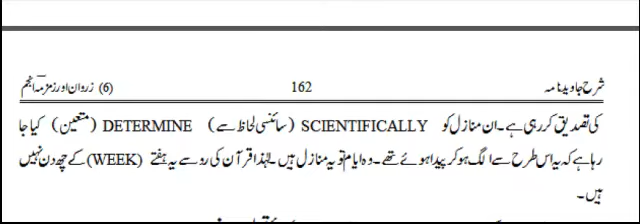 شرح جاوید نامہ 162 (6) زروان اور زمزمۂ انجم
کی تصدیق کر رہی ہے۔ ان منازل کو SCIENTIFICALLY (سائنسی لحاظ سے) DETERMINE (متعین) کیا جا
رہا ہے کہ یہ اس طرح سے الگ ہو کر پیدا ہوئے تھے۔ وہ ایام تو یہ منازل ہیں۔ لہٰذا قرآن کی رو سے یہ ہفتے (WEEK) کے چھ دن نہیں
ہیں۔